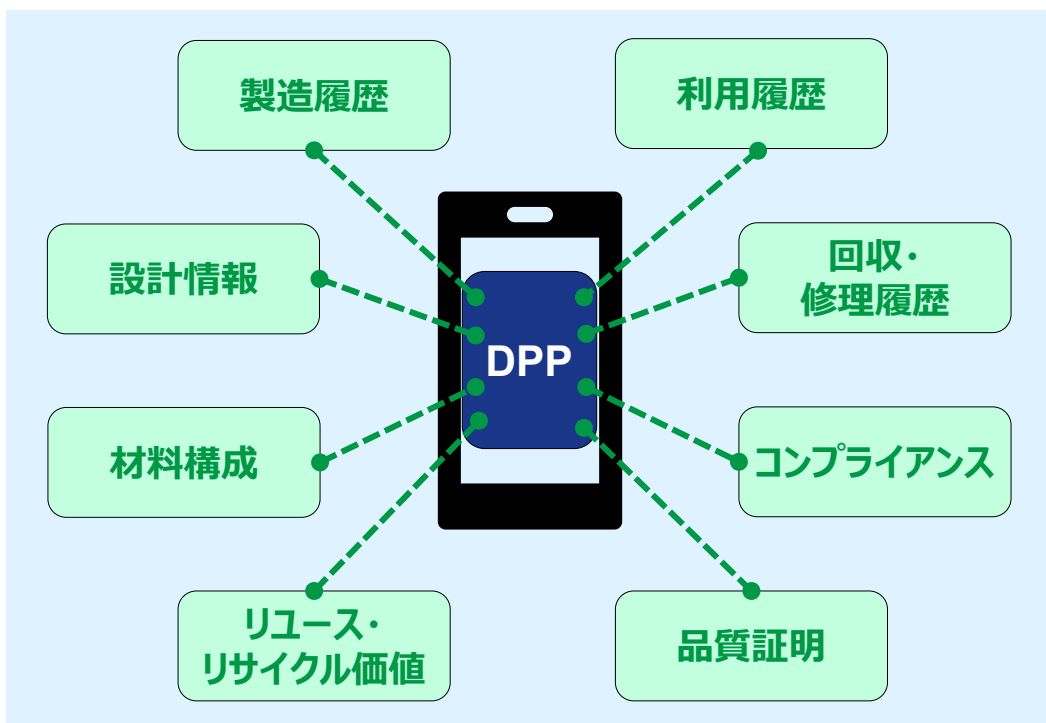 製造履歴
利用履歴
設計情報
回収・
修理履歴
DPP
材料構成
コンプライアンス
リユース・
リサイクル価値
品質証明